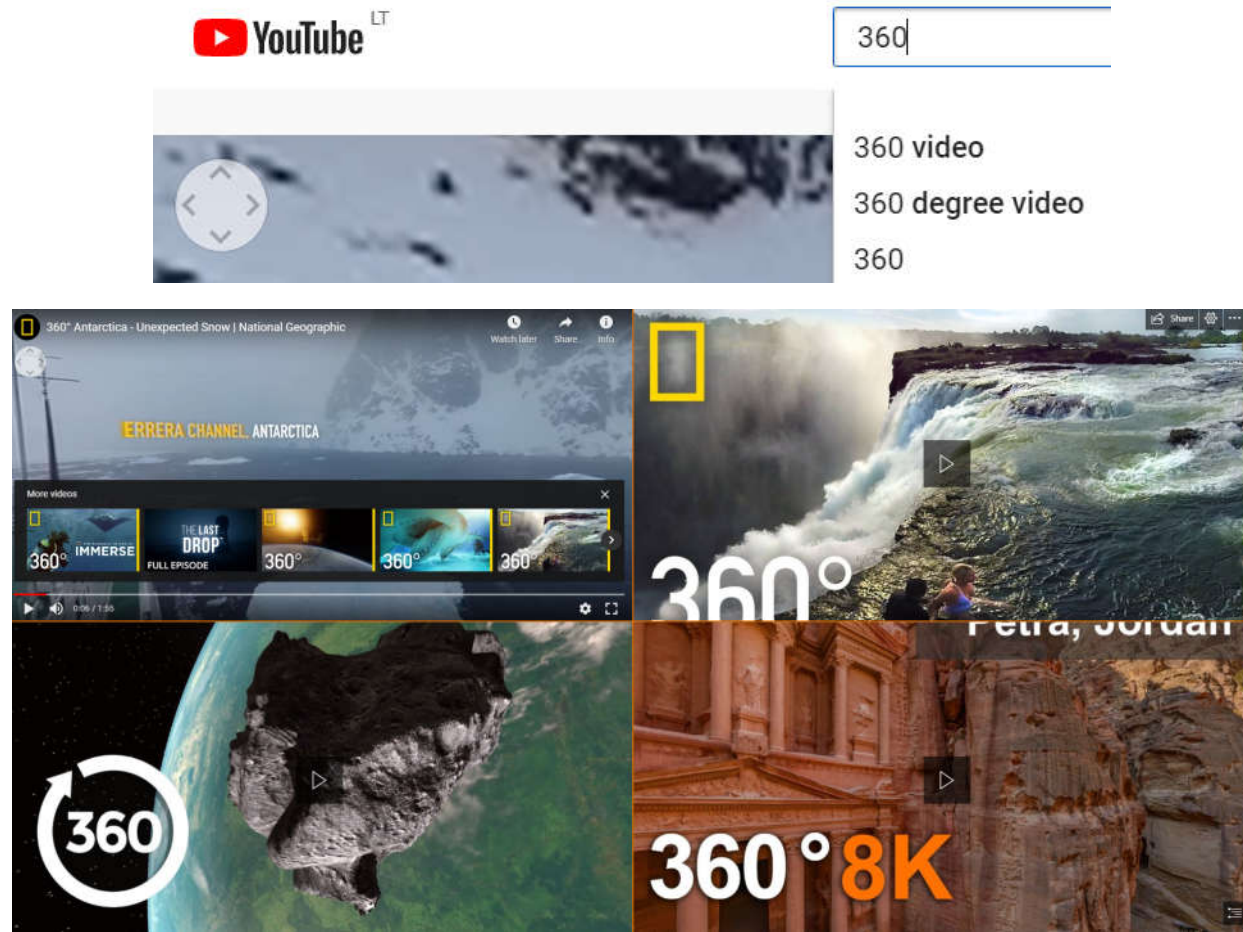 YouTube LT
360
360 video
360 degree video
360
360° Antarctica - Unexpected Snow | National Geographic
Watch later Share Info
ERRERA CHANNEL, ANTARCTICA
More videos
IMMERSE
360°
THE LAST
DROP
FULL EPISODE
360°
360°
360°
0:06 / 1:56
Share
360°
360
Petra, Jordan
360° 8K